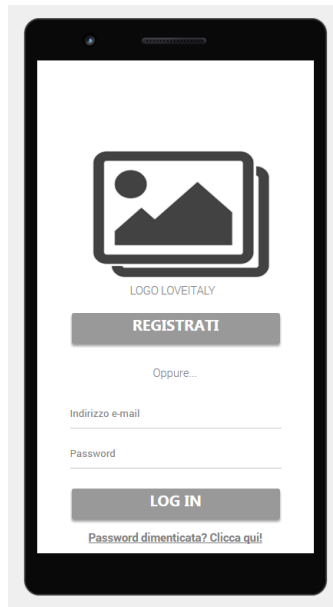 LOGO LOVEITALY
REGISTRATI
Oppure...
Indirizzo e-mail
Password
LOG IN
Password dimenticata? Clicca qui!